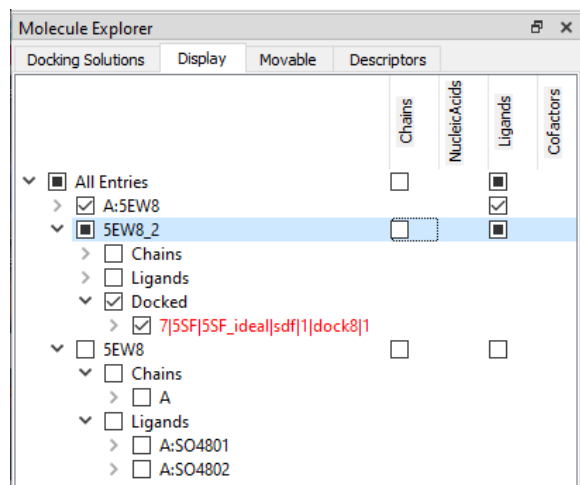 Molecule Explorer
Docking Solutions Display Movable Descriptors
Chains NucleicAcids Ligands Cofactors
All Entries
A:5EW8
5EW8_2
Chains
Ligands
Docked
7|5SF|5SF_ideal|sdf|1|dock8|1
5EW8
Chains
A
Ligands
A:SO4801
A:SO4802